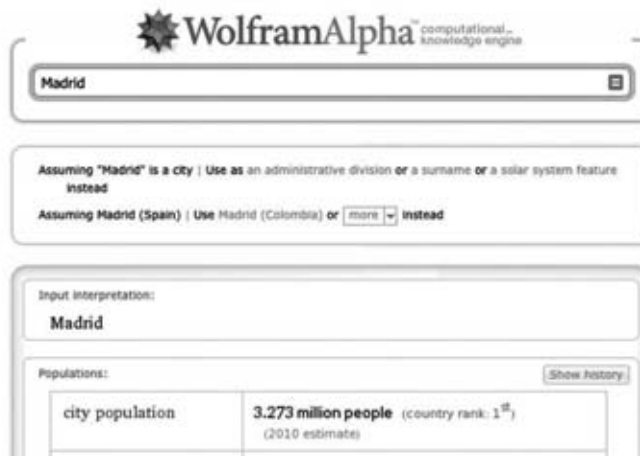 WolframAlpha™ computational...
knowledge engine
Madrid
Assuming "Madrid" is a city | Use as an administrative division or a surname or a solar system feature
instead
Assuming Madrid (Spain) | Use Madrid (Colombia) or more instead
Input interpretation:
Madrid
Populations:
Show history
city population 3.273 million people (country rank: 1st)
(2010 estimate)